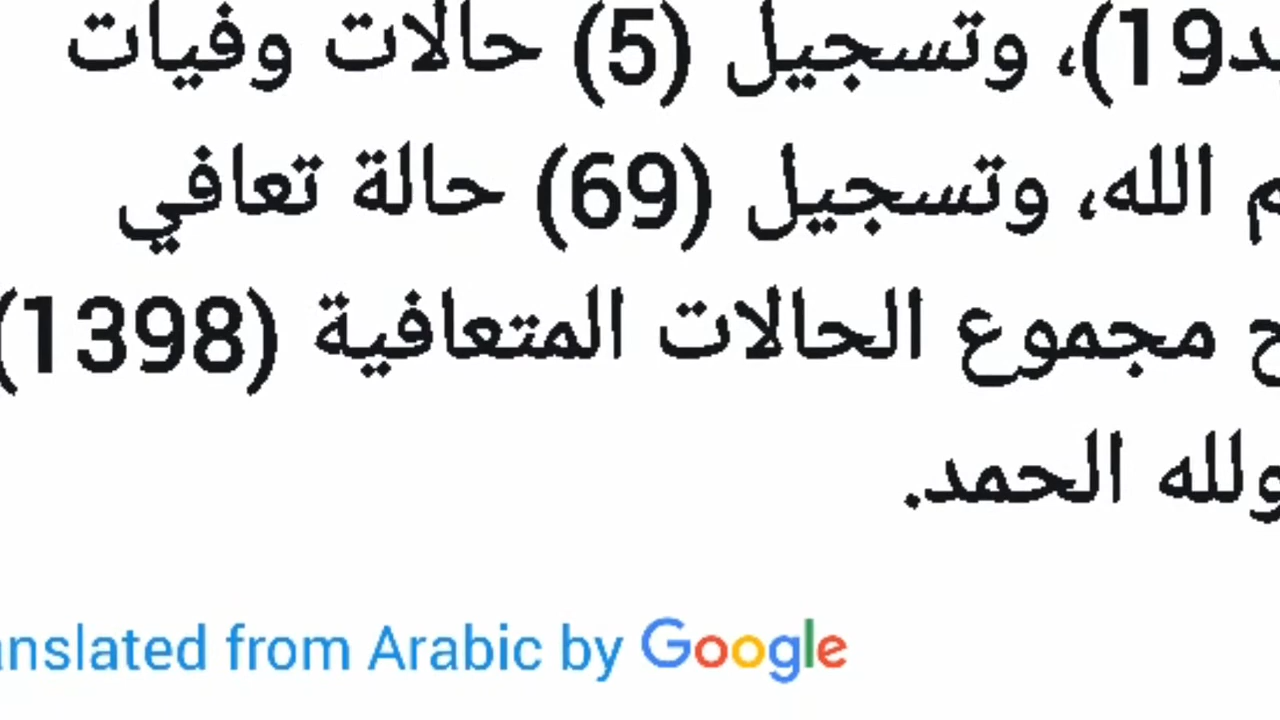 19)، وتسجيل (5) حالات وفيات
الله، وتسجيل (69) حالة تعافي
مجموع الحالات المتعافية (1398)
ولله الحمد.
anslated from Arabic by Google